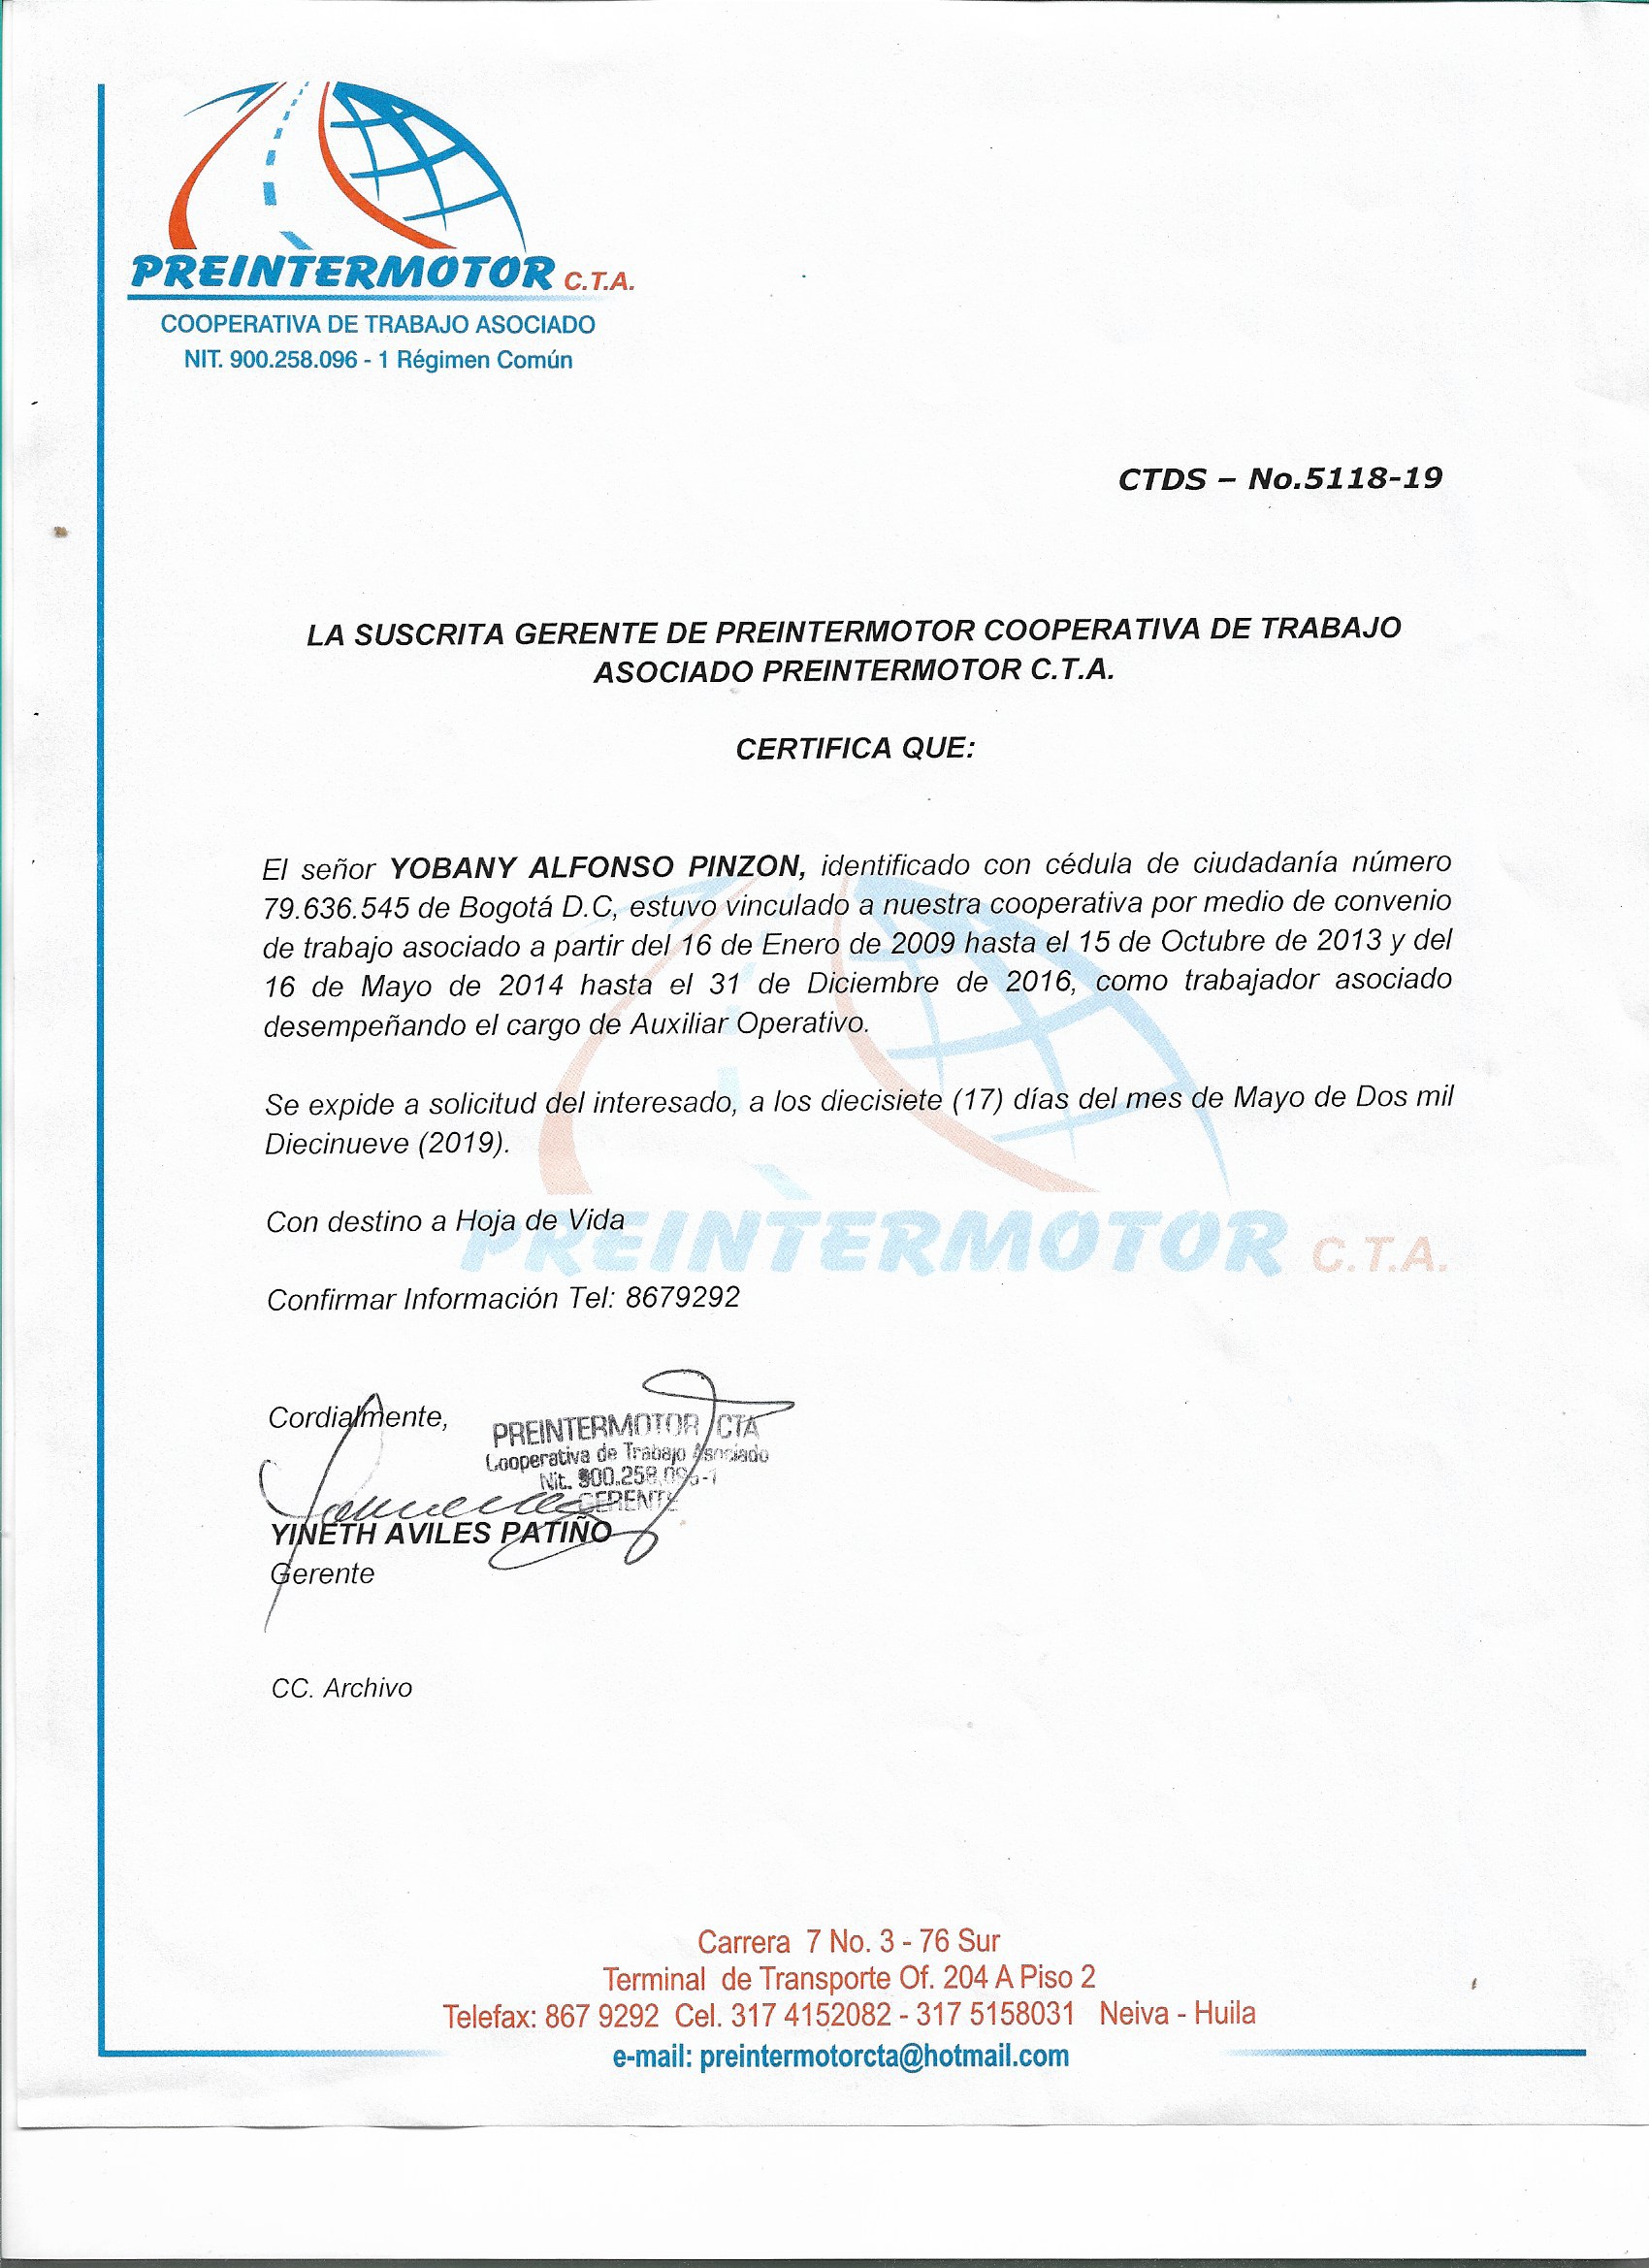 PREINTERMOTOR C.T.A.
COOPERATIVA DE TRABAJO ASOCIADO
NIT. 900.258.096 - 1 Régimen Común
CTDS – No.5118-19
LA SUSCRITA GERENTE DE PREINTERMOTOR COOPERATIVA DE TRABAJO
ASOCIADO PREINTERMOTOR C.T.A.
CERTIFICA QUE:
El señor YOBANY ALFONSO PINZON, identificado con cédula de ciudadanía número
79.636.545 de Bogotá D.C, estuvo vinculado a nuestra cooperativa por medio de convenio
de trabajo asociado a partir del 16 de Enero de 2009 hasta el 15 de Octubre de 2013 y del
16 de Mayo de 2014 hasta el 31 de Diciembre de 2016, como trabajador asociado
desempeñando el cargo de Auxiliar Operativo.
Se expide a solicitud del interesado, a los diecisiete (17) días del mes de Mayo de Dos mil
Diecinueve (2019).
Con destino a Hoja de Vida
PREINTERMOTOR C.T.A.
Confirmar Información Tel: 8679292
Cordialmente,
PREINTERMOTOR CTA
Cooperativa de Trabajo Asociado
Nit. 900.258.096-1
GERENTE
YINETH AVILES PATIÑO
Gerente
CC. Archivo
Carrera 7 No. 3 - 76 Sur
Terminal de Transporte Of. 204 A Piso 2
Telefax: 867 9292 Cel. 317 4152082 - 317 5158031 Neiva - Huila
e-mail: preintermotorcta@hotmail.com